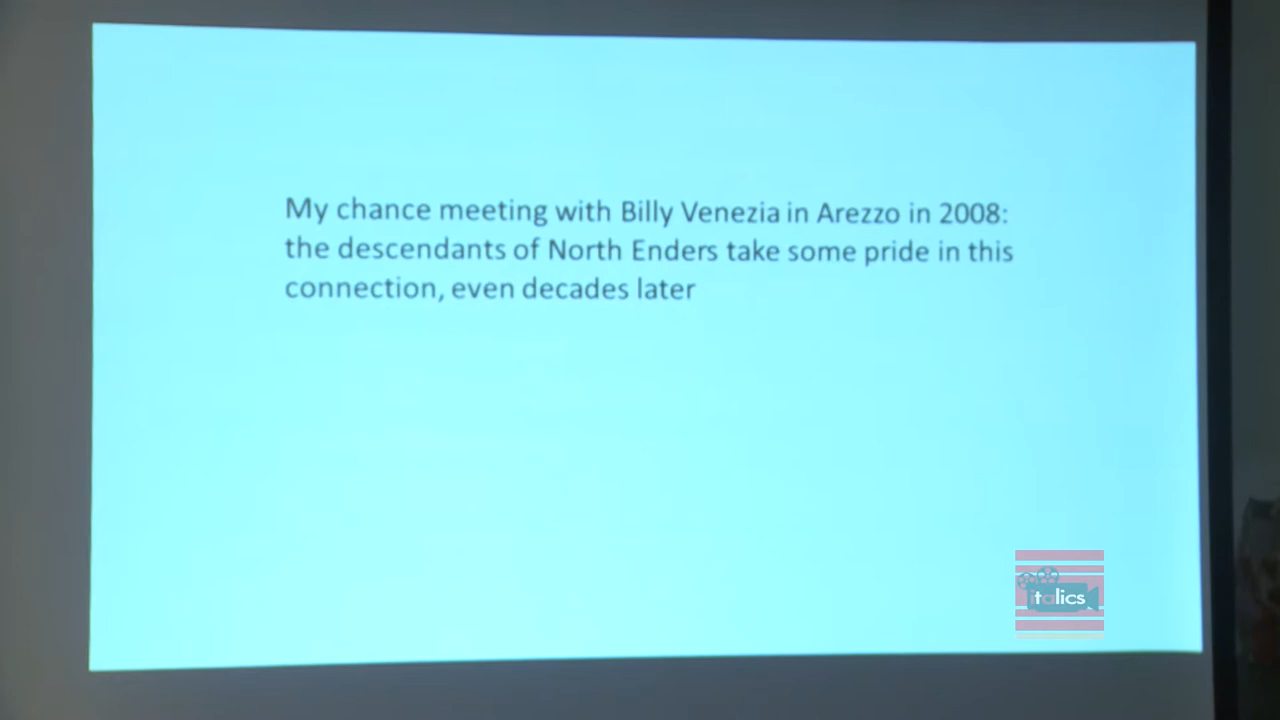 My chance meeting with Billy Venezia in Arezzo in 2008:
the descendants of North Enders take some pride in this
connection, even decades later
italics